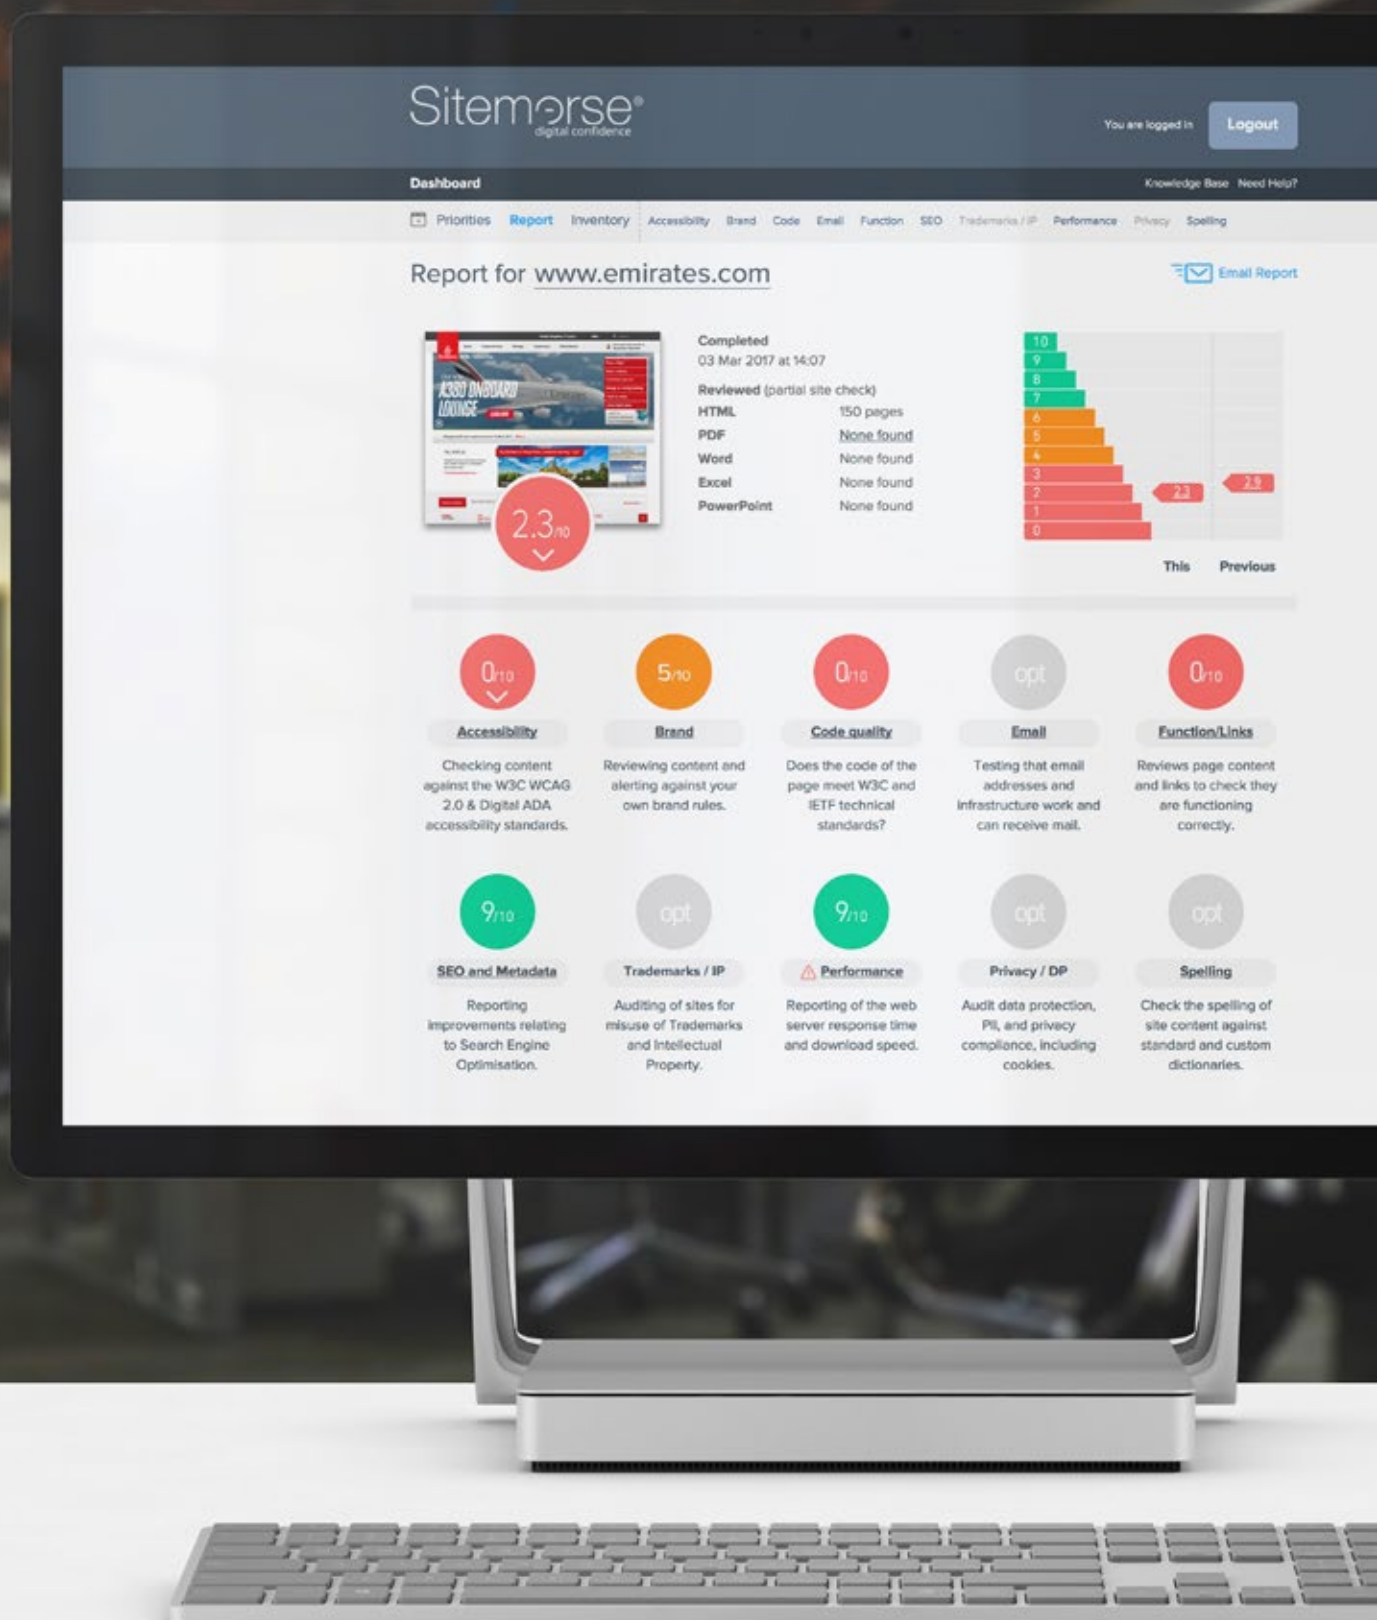 Sitemorse®
digital confidence
You are logged in
Logout
Dashboard
Knowledge Base Need Help?
Priorities Report Inventory Accessibility Brand Code Email Function SEO Trademarks / IP Performance Privacy Spelling
Report for www.emirates.com
Email Report
A380 ONBOARD
LOUNGE
2.3/10
Completed
03 Mar 2017 at 14:07
Reviewed (partial site check)
HTML 150 pages
PDF None found
Word None found
Excel None found
PowerPoint None found
10
9
8
7
6
5
4
3
2
1
0
2.3
2.9
This Previous
0/10
Accessibility
Checking content
against the W3C WCAG
2.0 & Digital ADA
accessibility standards.
5/10
Brand
Reviewing content and
alerting against your
own brand rules.
0/10
Code quality
Does the code of the
page meet W3C and
IETF technical
standards?
opt
Email
Testing that email
addresses and
infrastructure work and
can receive mail.
0/10
Function/Links
Reviews page content
and links to check they
are functioning
correctly.
9/10
SEO and Metadata
Reporting
improvements relating
to Search Engine
Optimisation.
opt
Trademarks / IP
Auditing of sites for
misuse of Trademarks
and Intellectual
Property.
9/10
Performance
Reporting of the web
server response time
and download speed.
opt
Privacy / DP
Audit data protection,
PII, and privacy
compliance, including
cookies.
opt
Spelling
Check the spelling of
site content against
standard and custom
dictionaries.